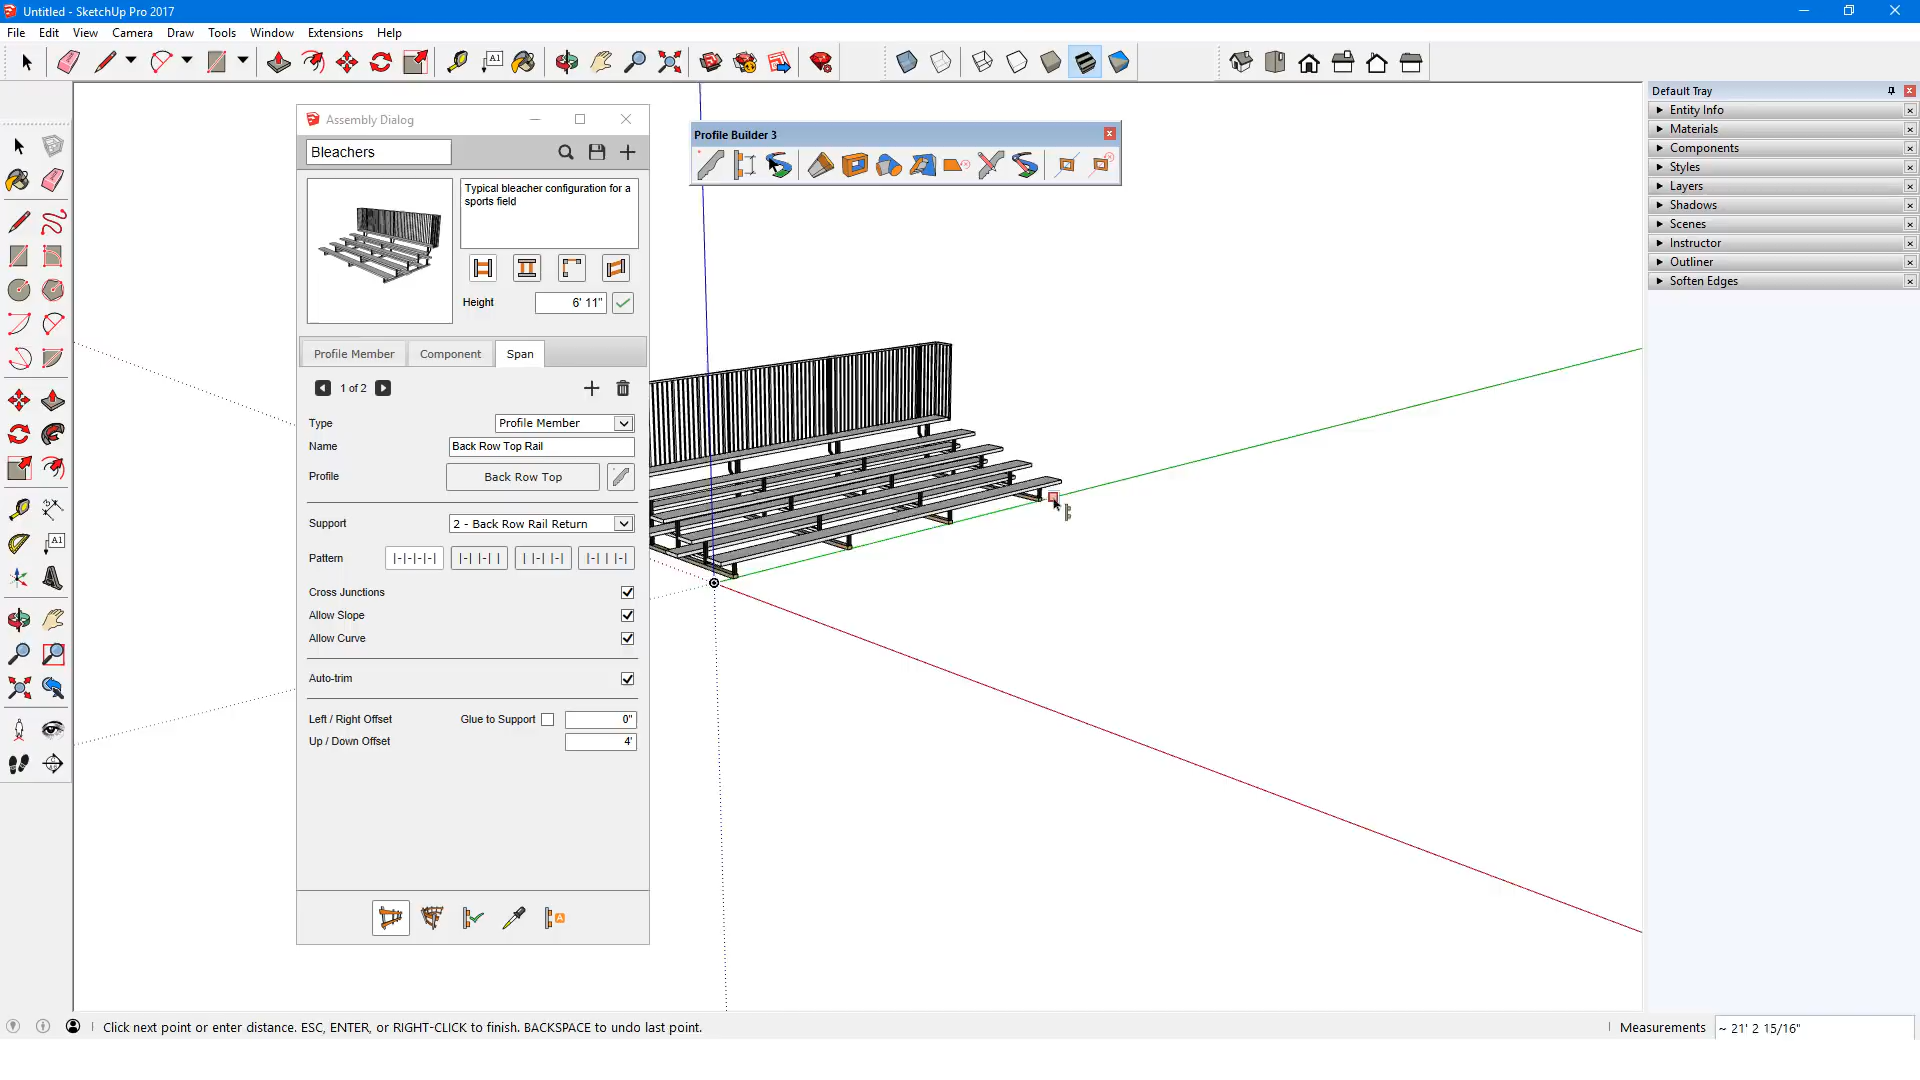 Untitled - SketchUp Pro 2017
File Edit View Camera Draw Tools Window Extensions Help
A1
Default Tray
Entity Info
Materials
Components
Styles
Layers
Shadows
Scenes
Instructor
Outliner
Soften Edges
Assembly Dialog
Bleachers
Typical bleacher configuration for a
sports field
Height 6' 11"
Profile Member Component Span
1 of 2
Type Profile Member
Name Back Row Top Rail
Profile Back Row Top
Support 2 - Back Row Rail Return
Pattern |-|-|-|-| |-| |-| | | |-| |-| |-| | |-|
Cross Junctions
Allow Slope
Allow Curve
Auto-trim
Left / Right Offset Glue to Support 0"
Up / Down Offset 4'
A
Profile Builder 3
A1
Click next point or enter distance. ESC, ENTER, or RIGHT-CLICK to finish. BACKSPACE to undo last point.
Measurements ~ 21' 2 15/16"